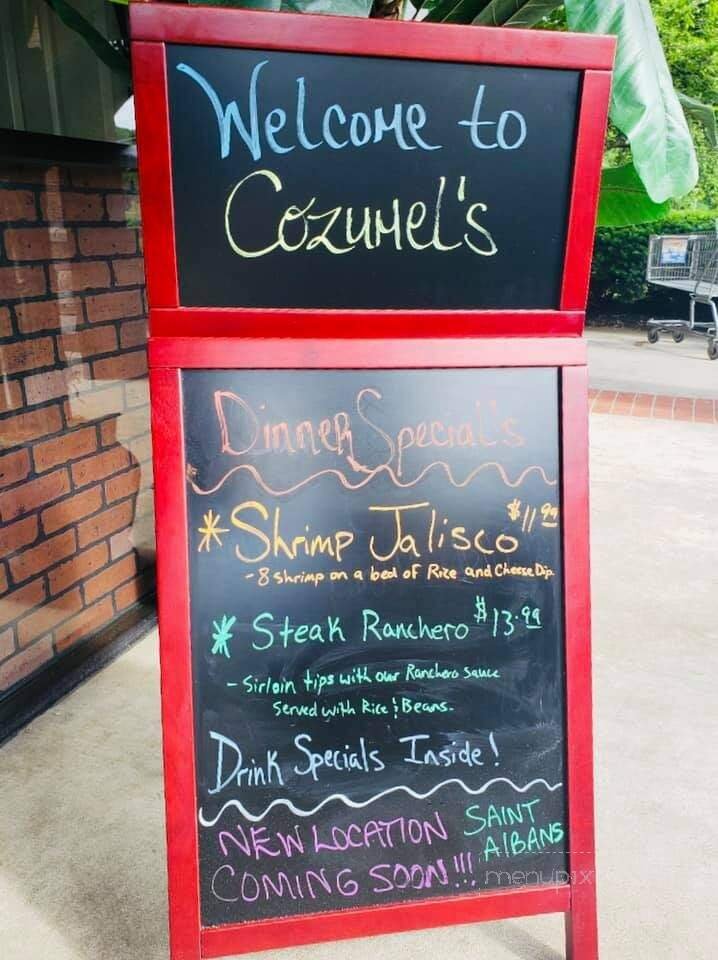 Welcome to
Cozumel's
Dinner Special's
* Shrimp Jalisco $11.99
- 8 shrimp on a bed of Rice and Cheese Dip.
* Steak Ranchero $13.99
- Sirloin tips with our Ranchero Sauce
Served with Rice & Beans.
Drink Specials Inside!
NEW LOCATION SAINT ALBANS
COMING SOON!!!
menupix